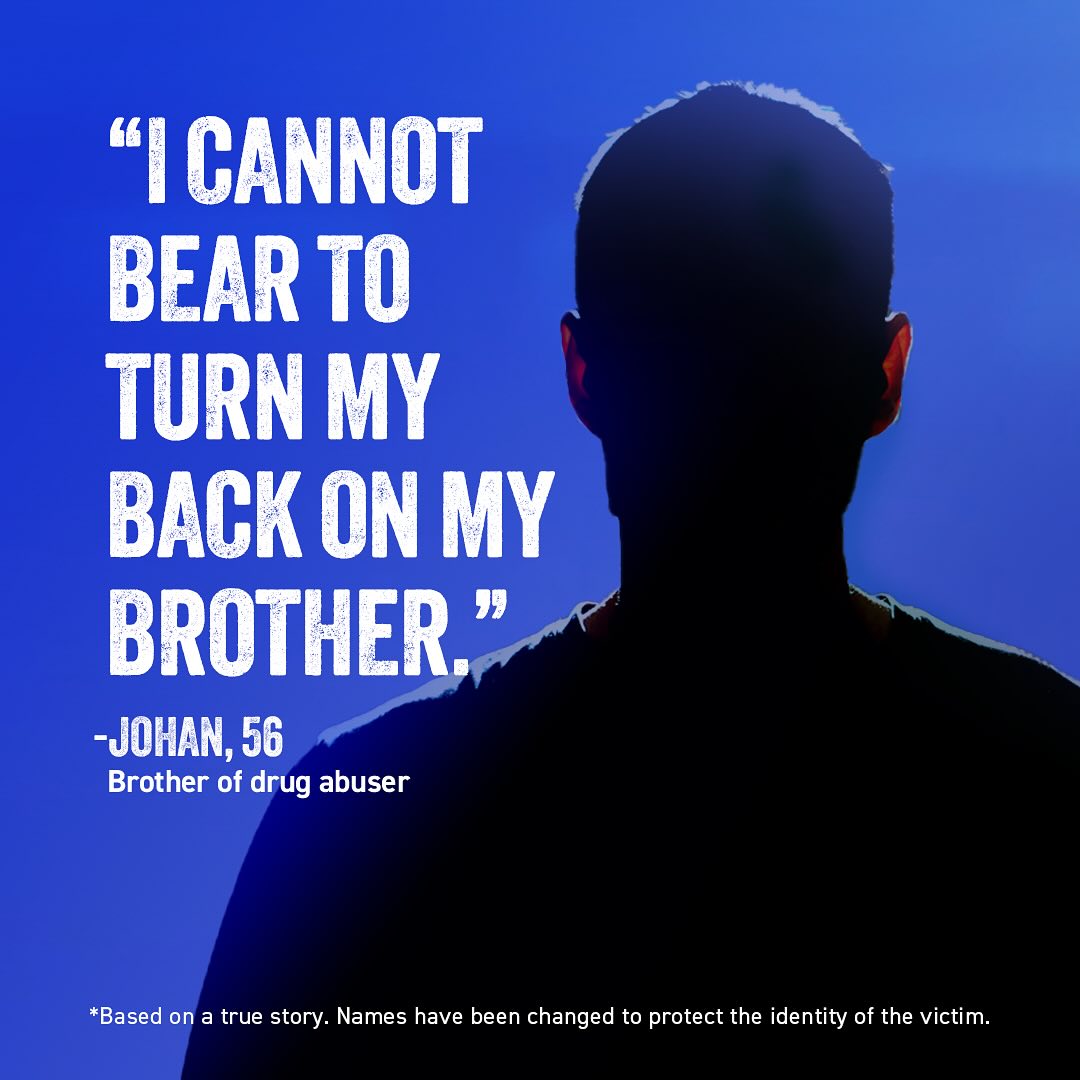 “I CANNOT
BEAR TO
TURN MY
BACK ON MY
BROTHER.”
-JOHAN, 56
Brother of drug abuser
*Based on a true story. Names have been changed to protect the identity of the victim.